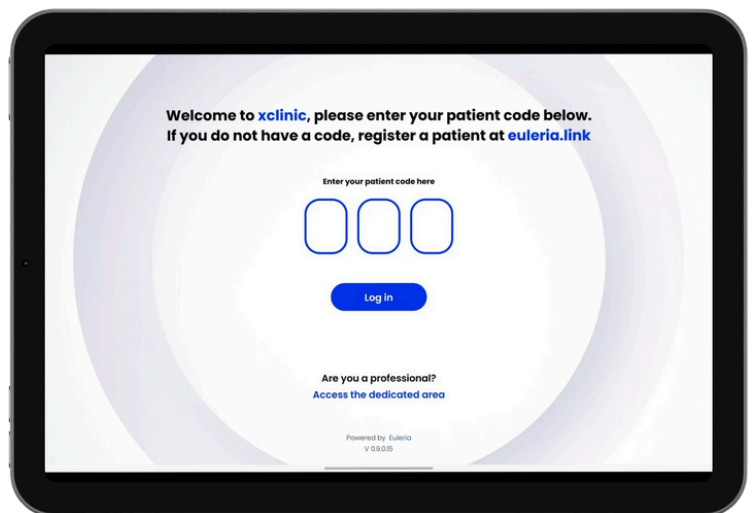 Welcome to xclinic, please enter your patient code below.
If you do not have a code, register a patient at euleria.link
Enter your patient code here
Log in
Are you a professional?
Access the dedicated area
Powered by Euleria
V 0.9.0.15